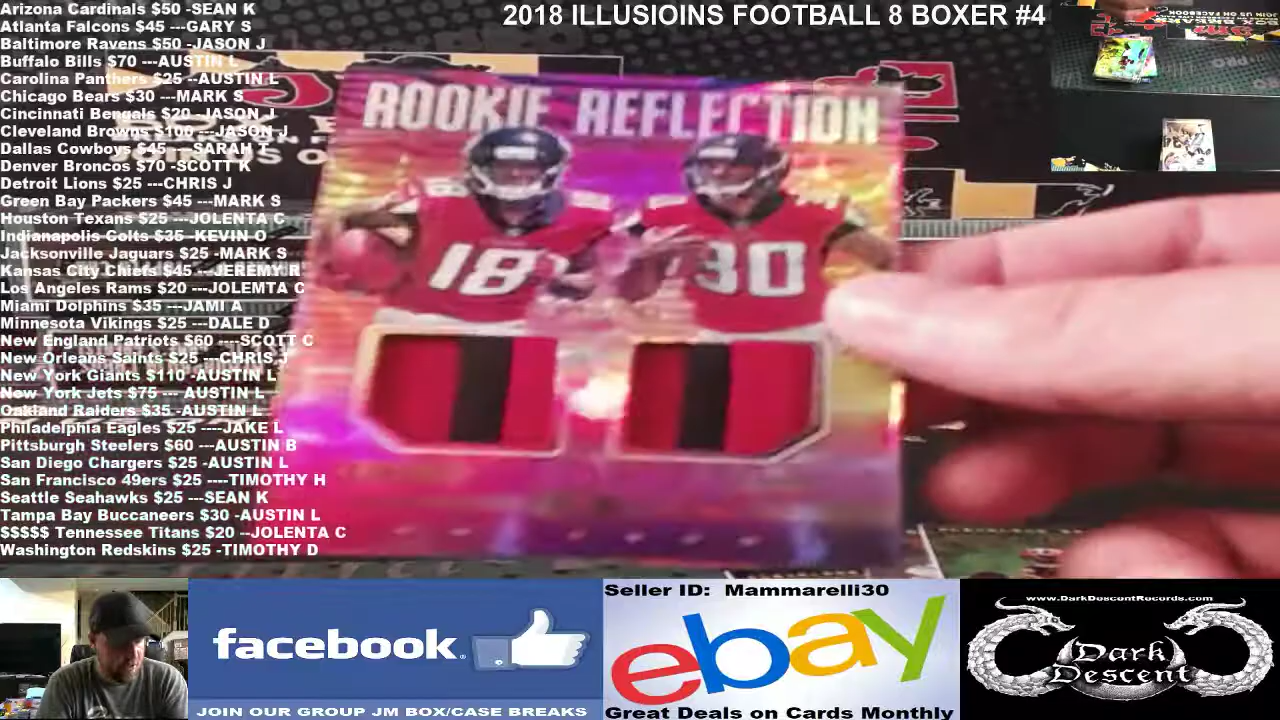 2018 ILLUSIOINS FOOTBALL 8 BOXER #4
Arizona Cardinals $50 -SEAN K
Atlanta Falcons $45 ---GARY S
Baltimore Ravens $50 -JASON J
Buffalo Bills $70 ---AUSTIN L
Carolina Panthers $25 --AUSTIN L
Chicago Bears $30 ---MARK S
Cincinnati Bengals $20 -JASON J
Cleveland Browns $100 ---JASON J
Dallas Cowboys $45 ----SARAH T
Denver Broncos $70 -SCOTT K
Detroit Lions $25 ---CHRIS J
Green Bay Packers $45 ---MARK S
Houston Texans $25 ---JOLENTA C
Indianapolis Colts $35 -KEVIN O
Jacksonville Jaguars $25 -MARK S
Kansas City Chiefs $45 ---JEREMY R
Los Angeles Rams $20 ---JOLEMTA C
Miami Dolphins $35 ---JAMI A
Minnesota Vikings $25 ---DALE D
New England Patriots $60 ----SCOTT C
New Orleans Saints $25 ---CHRIS J
New York Giants $110 -AUSTIN L
New York Jets $75 --- AUSTIN L
Oakland Raiders $35 -AUSTIN L
Philadelphia Eagles $25 ----JAKE L
Pittsburgh Steelers $60 ---AUSTIN B
San Diego Chargers $25 -AUSTIN L
San Francisco 49ers $25 ----TIMOTHY H
Seattle Seahawks $25 ---SEAN K
Tampa Bay Buccaneers $30 -AUSTIN L
$$$$$ Tennessee Titans $20 --JOLENTA C
Washington Redskins $25 -TIMOTHY D
ROOKIE REFLECTION
18
30
facebook
JOIN OUR GROUP JM BOX/CASE BREAKS
Seller ID: Mammarelli30
ebay
Great Deals on Cards Monthly
www.DarkDescentRecords.com
Dark
Descent